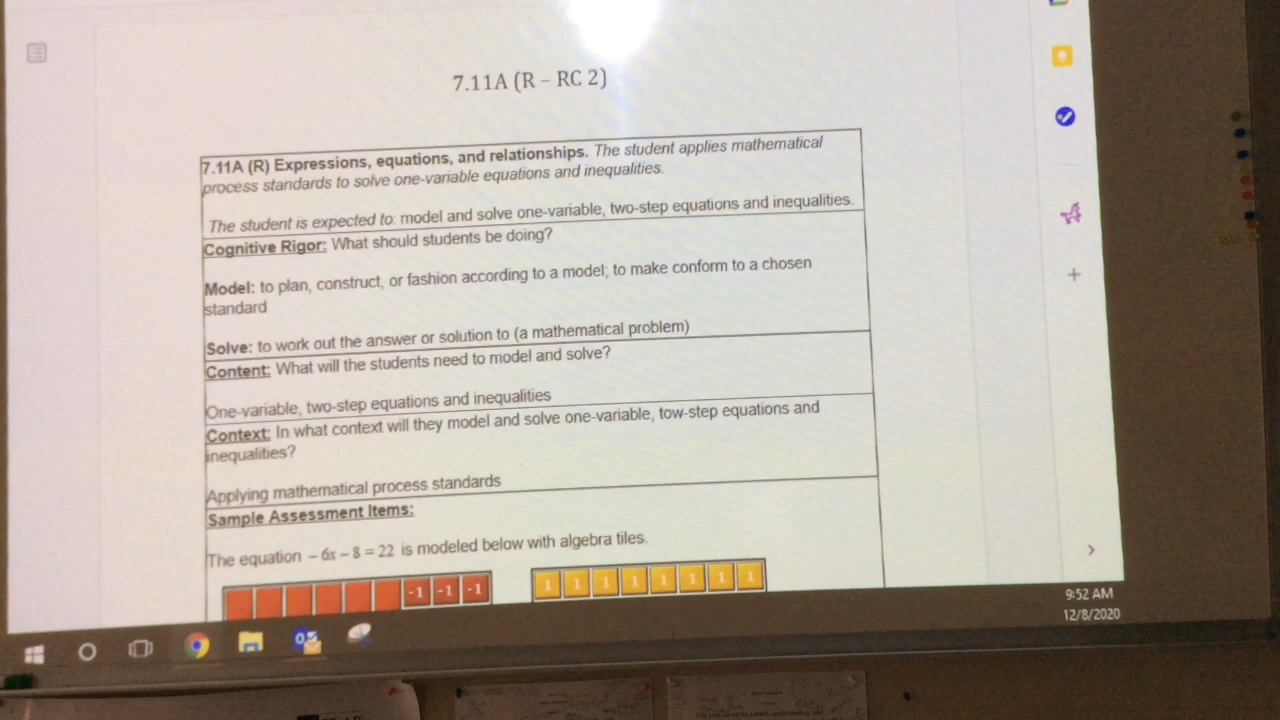 7.11A (R – RC 2)
7.11A (R) Expressions, equations, and relationships. The student applies mathematical
process standards to solve one-variable equations and inequalities.
The student is expected to: model and solve one-variable, two-step equations and inequalities.
Cognitive Rigor: What should students be doing?
Model: to plan, construct, or fashion according to a model; to make conform to a chosen
standard
Solve: to work out the answer or solution to (a mathematical problem)
Content: What will the students need to model and solve?
One-variable, two-step equations and inequalities
Context: In what context will they model and solve one-variable, tow-step equations and
inequalities?
Applying mathematical process standards
Sample Assessment Items:
The equation – 6x – 8 = 22 is modeled below with algebra tiles.
-1 -1 -1 1 1 1 1 1 1 1 1
9:52 AM
12/8/2020